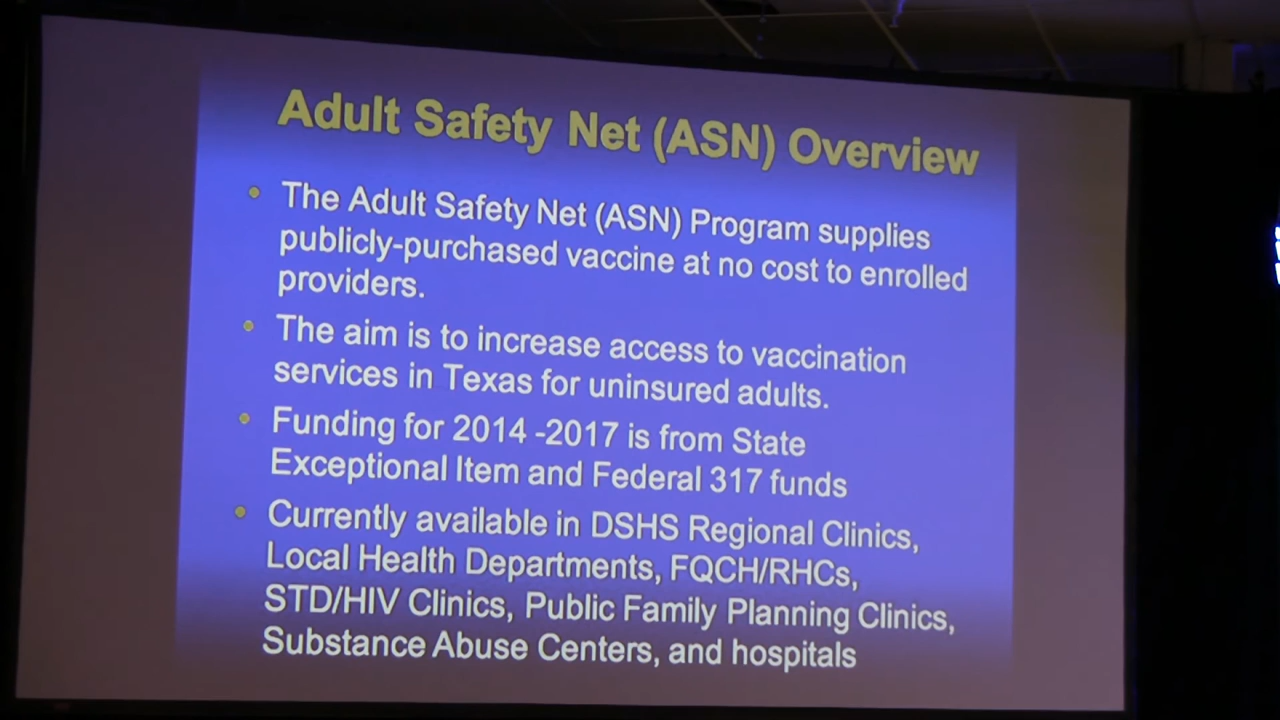 Adult Safety Net (ASN) Overview
• The Adult Safety Net (ASN) Program supplies
publicly-purchased vaccine at no cost to enrolled
providers.
• The aim is to increase access to vaccination
services in Texas for uninsured adults.
• Funding for 2014 -2017 is from State
Exceptional Item and Federal 317 funds
• Currently available in DSHS Regional Clinics,
Local Health Departments, FQCH/RHCs,
STD/HIV Clinics, Public Family Planning Clinics,
Substance Abuse Centers, and hospitals